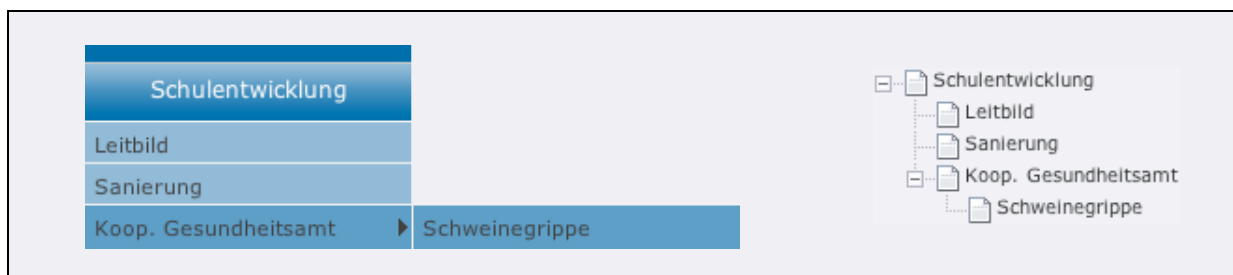 Schulentwicklung
Leitbild
Sanierung
Koop. Gesundheitsamt
Schweinegrippe
Schulentwicklung
Leitbild
Sanierung
Koop. Gesundheitsamt
Schweinegrippe